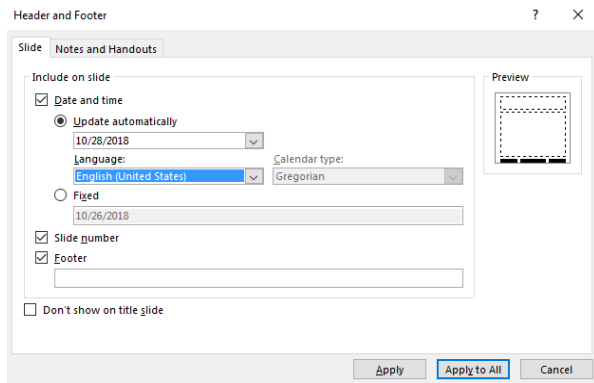 Header and Footer
?
Slide
Notes and Handouts
Include on slide
Preview
Date and time
Update automatically
10/28/2018
Language:
Calendar type:
English (United States)
Gregorian
Fixed
10/26/2018
Slide number
Footer
Don't show on title slide
Apply
Apply to All
Cancel